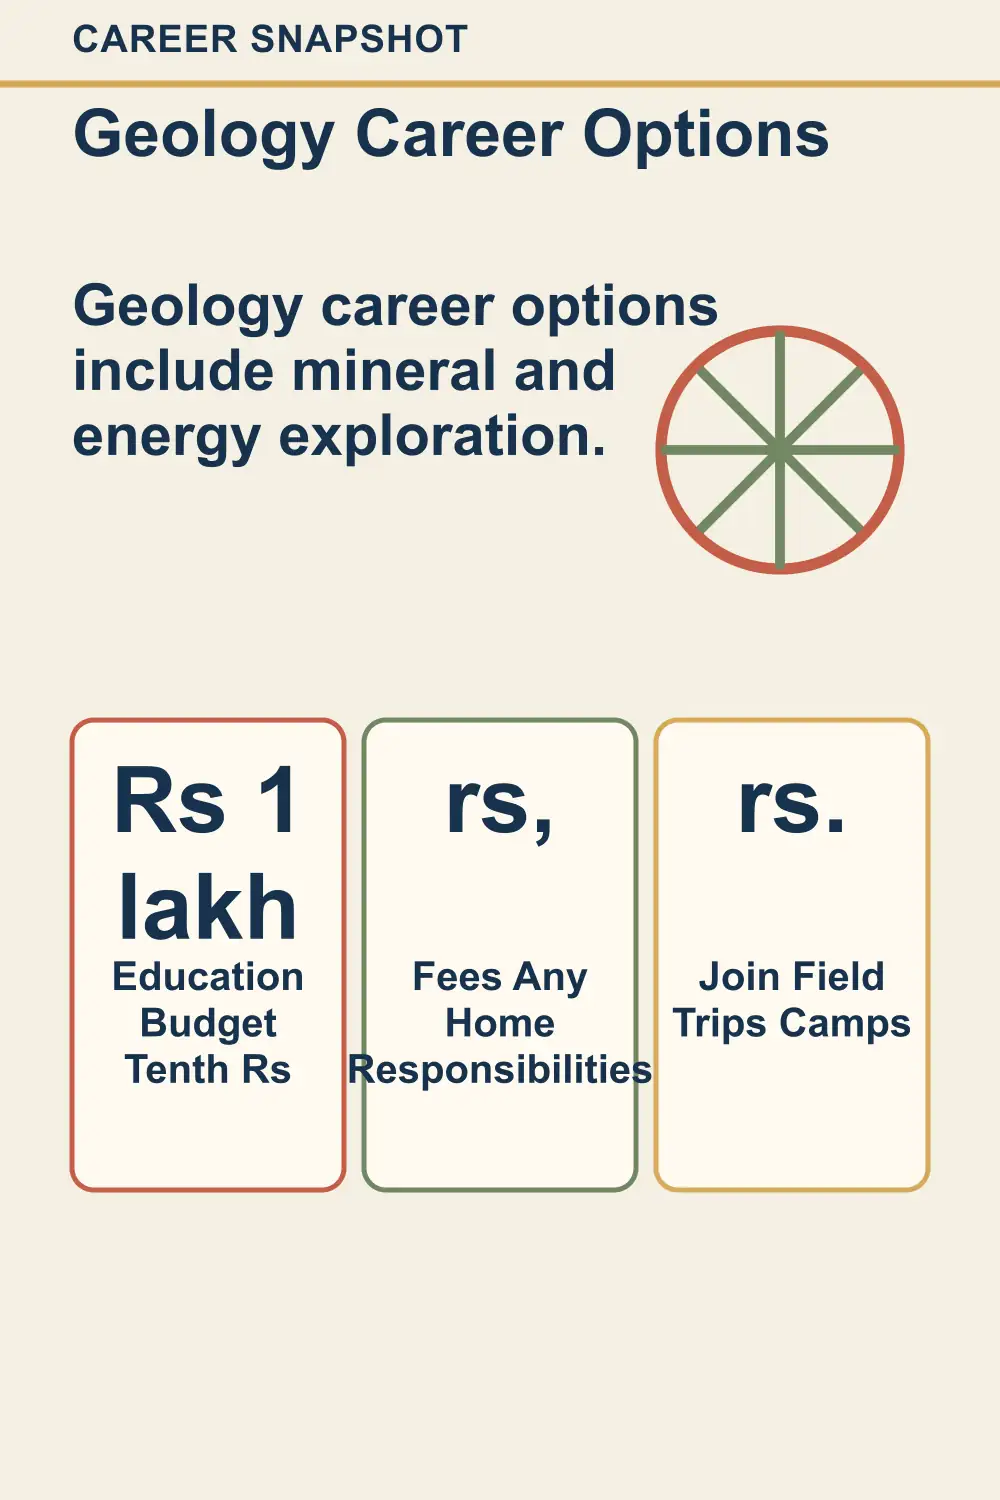 CAREER SNAPSHOT
Geology Career Options
Geology career options
include mineral and
energy exploration.
Rs 1
lakh
Education
Budget
Tenth Rs
rs,
Fees Any
Home
Responsibilities
rs.
Join Field
Trips Camps